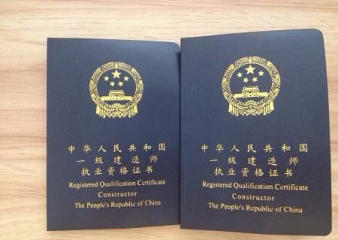 中华人民共和国
一级建造师
执业资格证书
Registered Qualification Certificate
Constructor
The People's Republic of China
中华人民共和国
一级建造师
执业资格证书
Registered Qualification Certificate
Constructor
The People's Republic of China